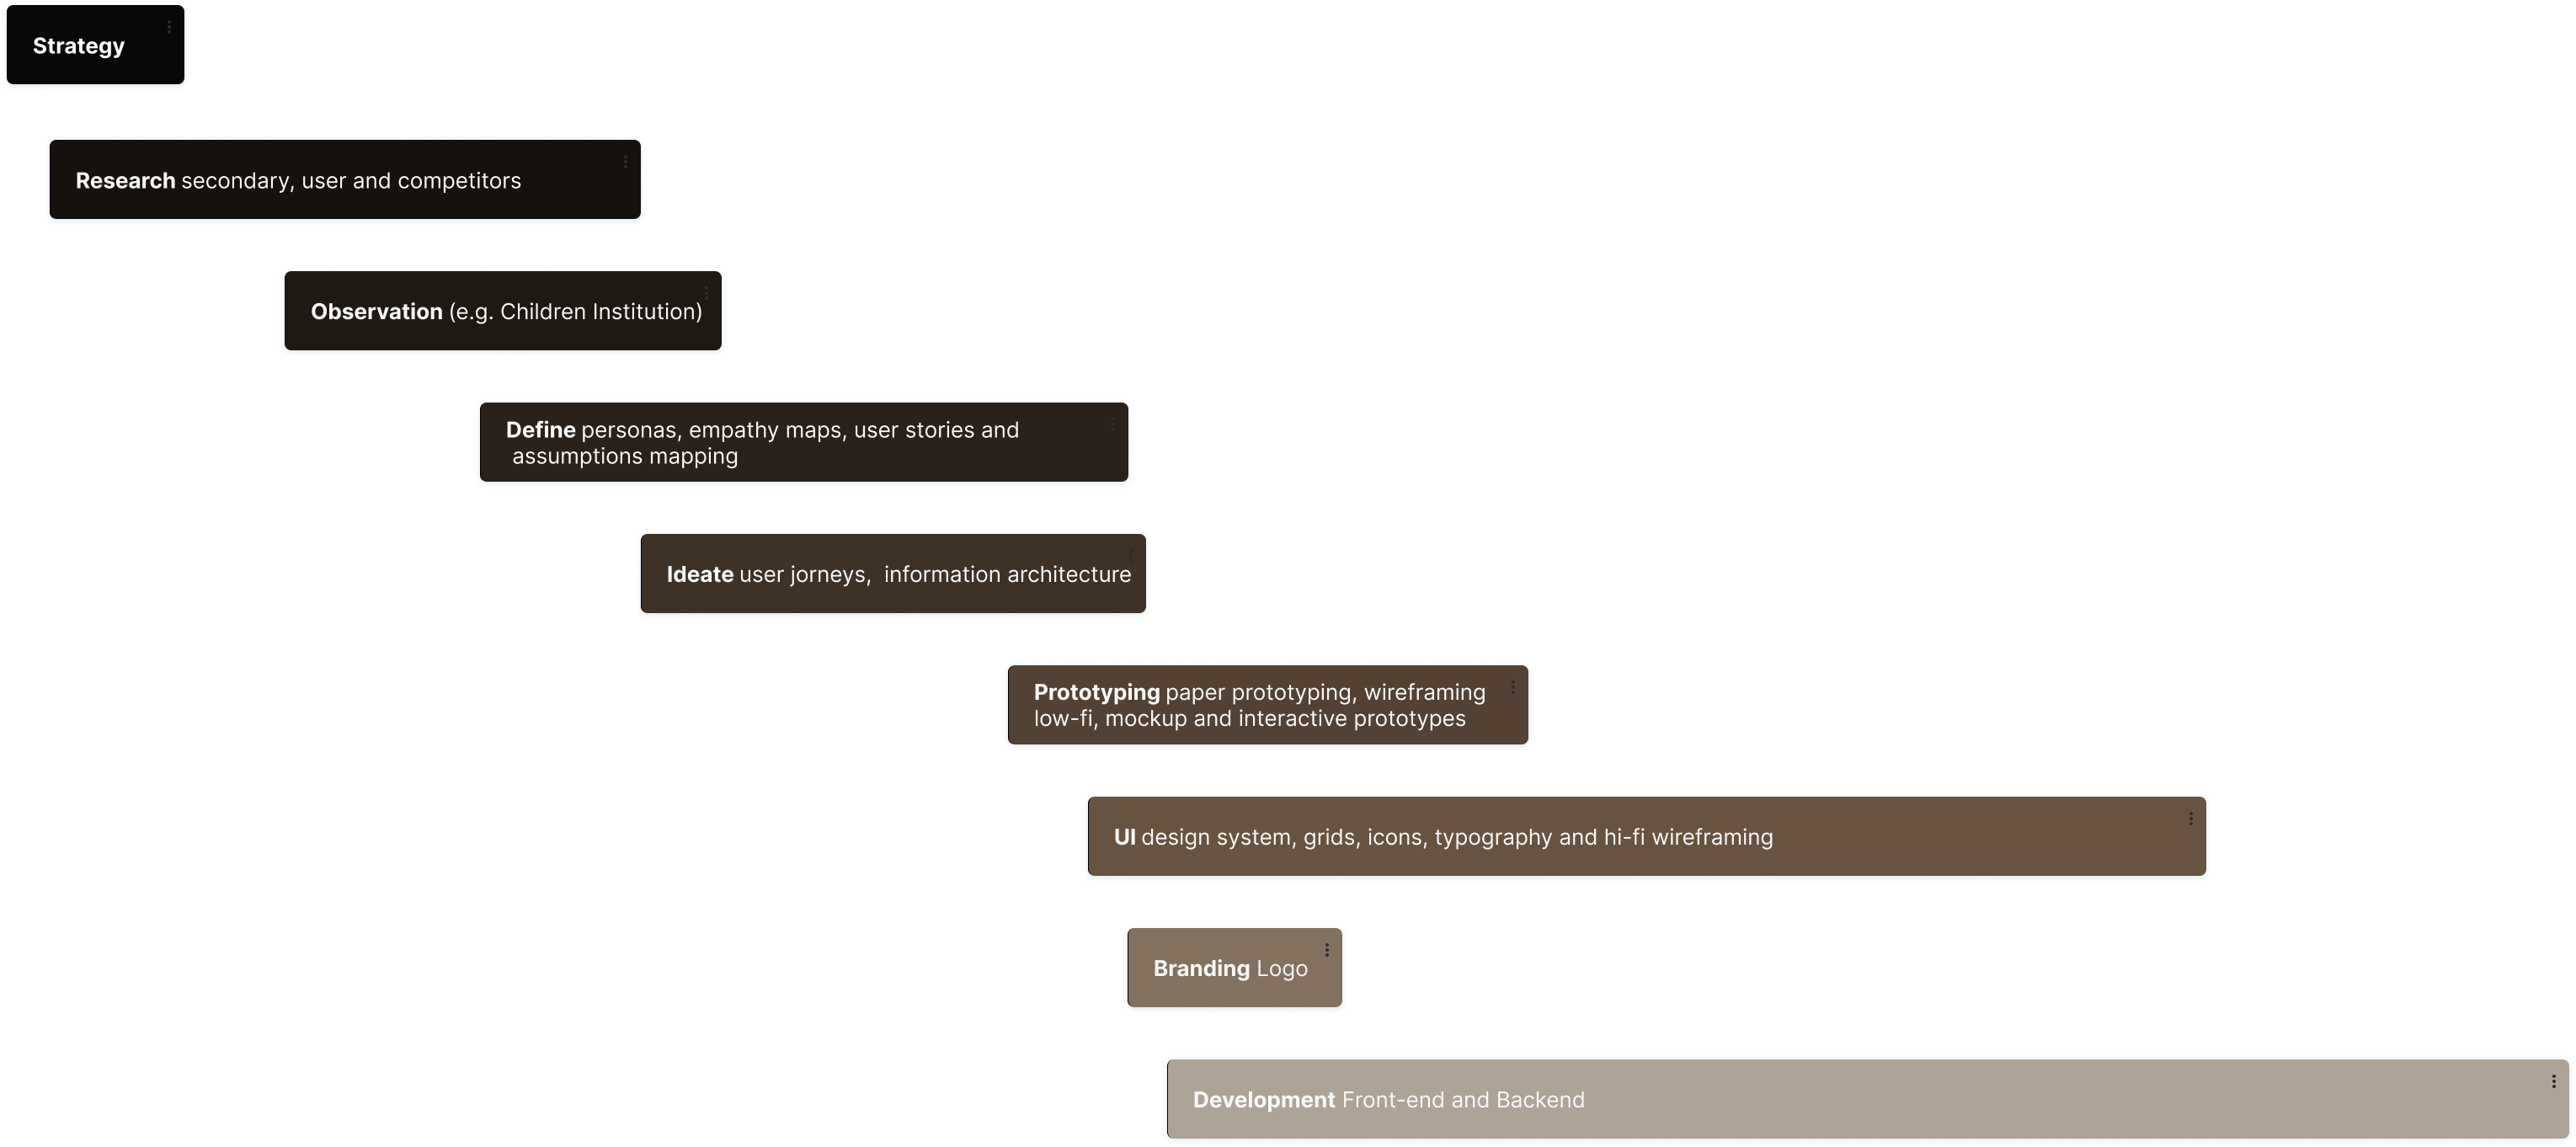 Strategy
Research secondary, user and competitors
Observation (e.g. Children Institution)
Define personas, empathy maps, user stories and
assumptions mapping
Ideate user jorneys,  information architecture
Prototyping paper prototyping, wireframing
low-fi, mockup and interactive prototypes
UI design system, grids, icons, typography and hi-fi wireframing
Branding Logo
Development Front-end and Backend